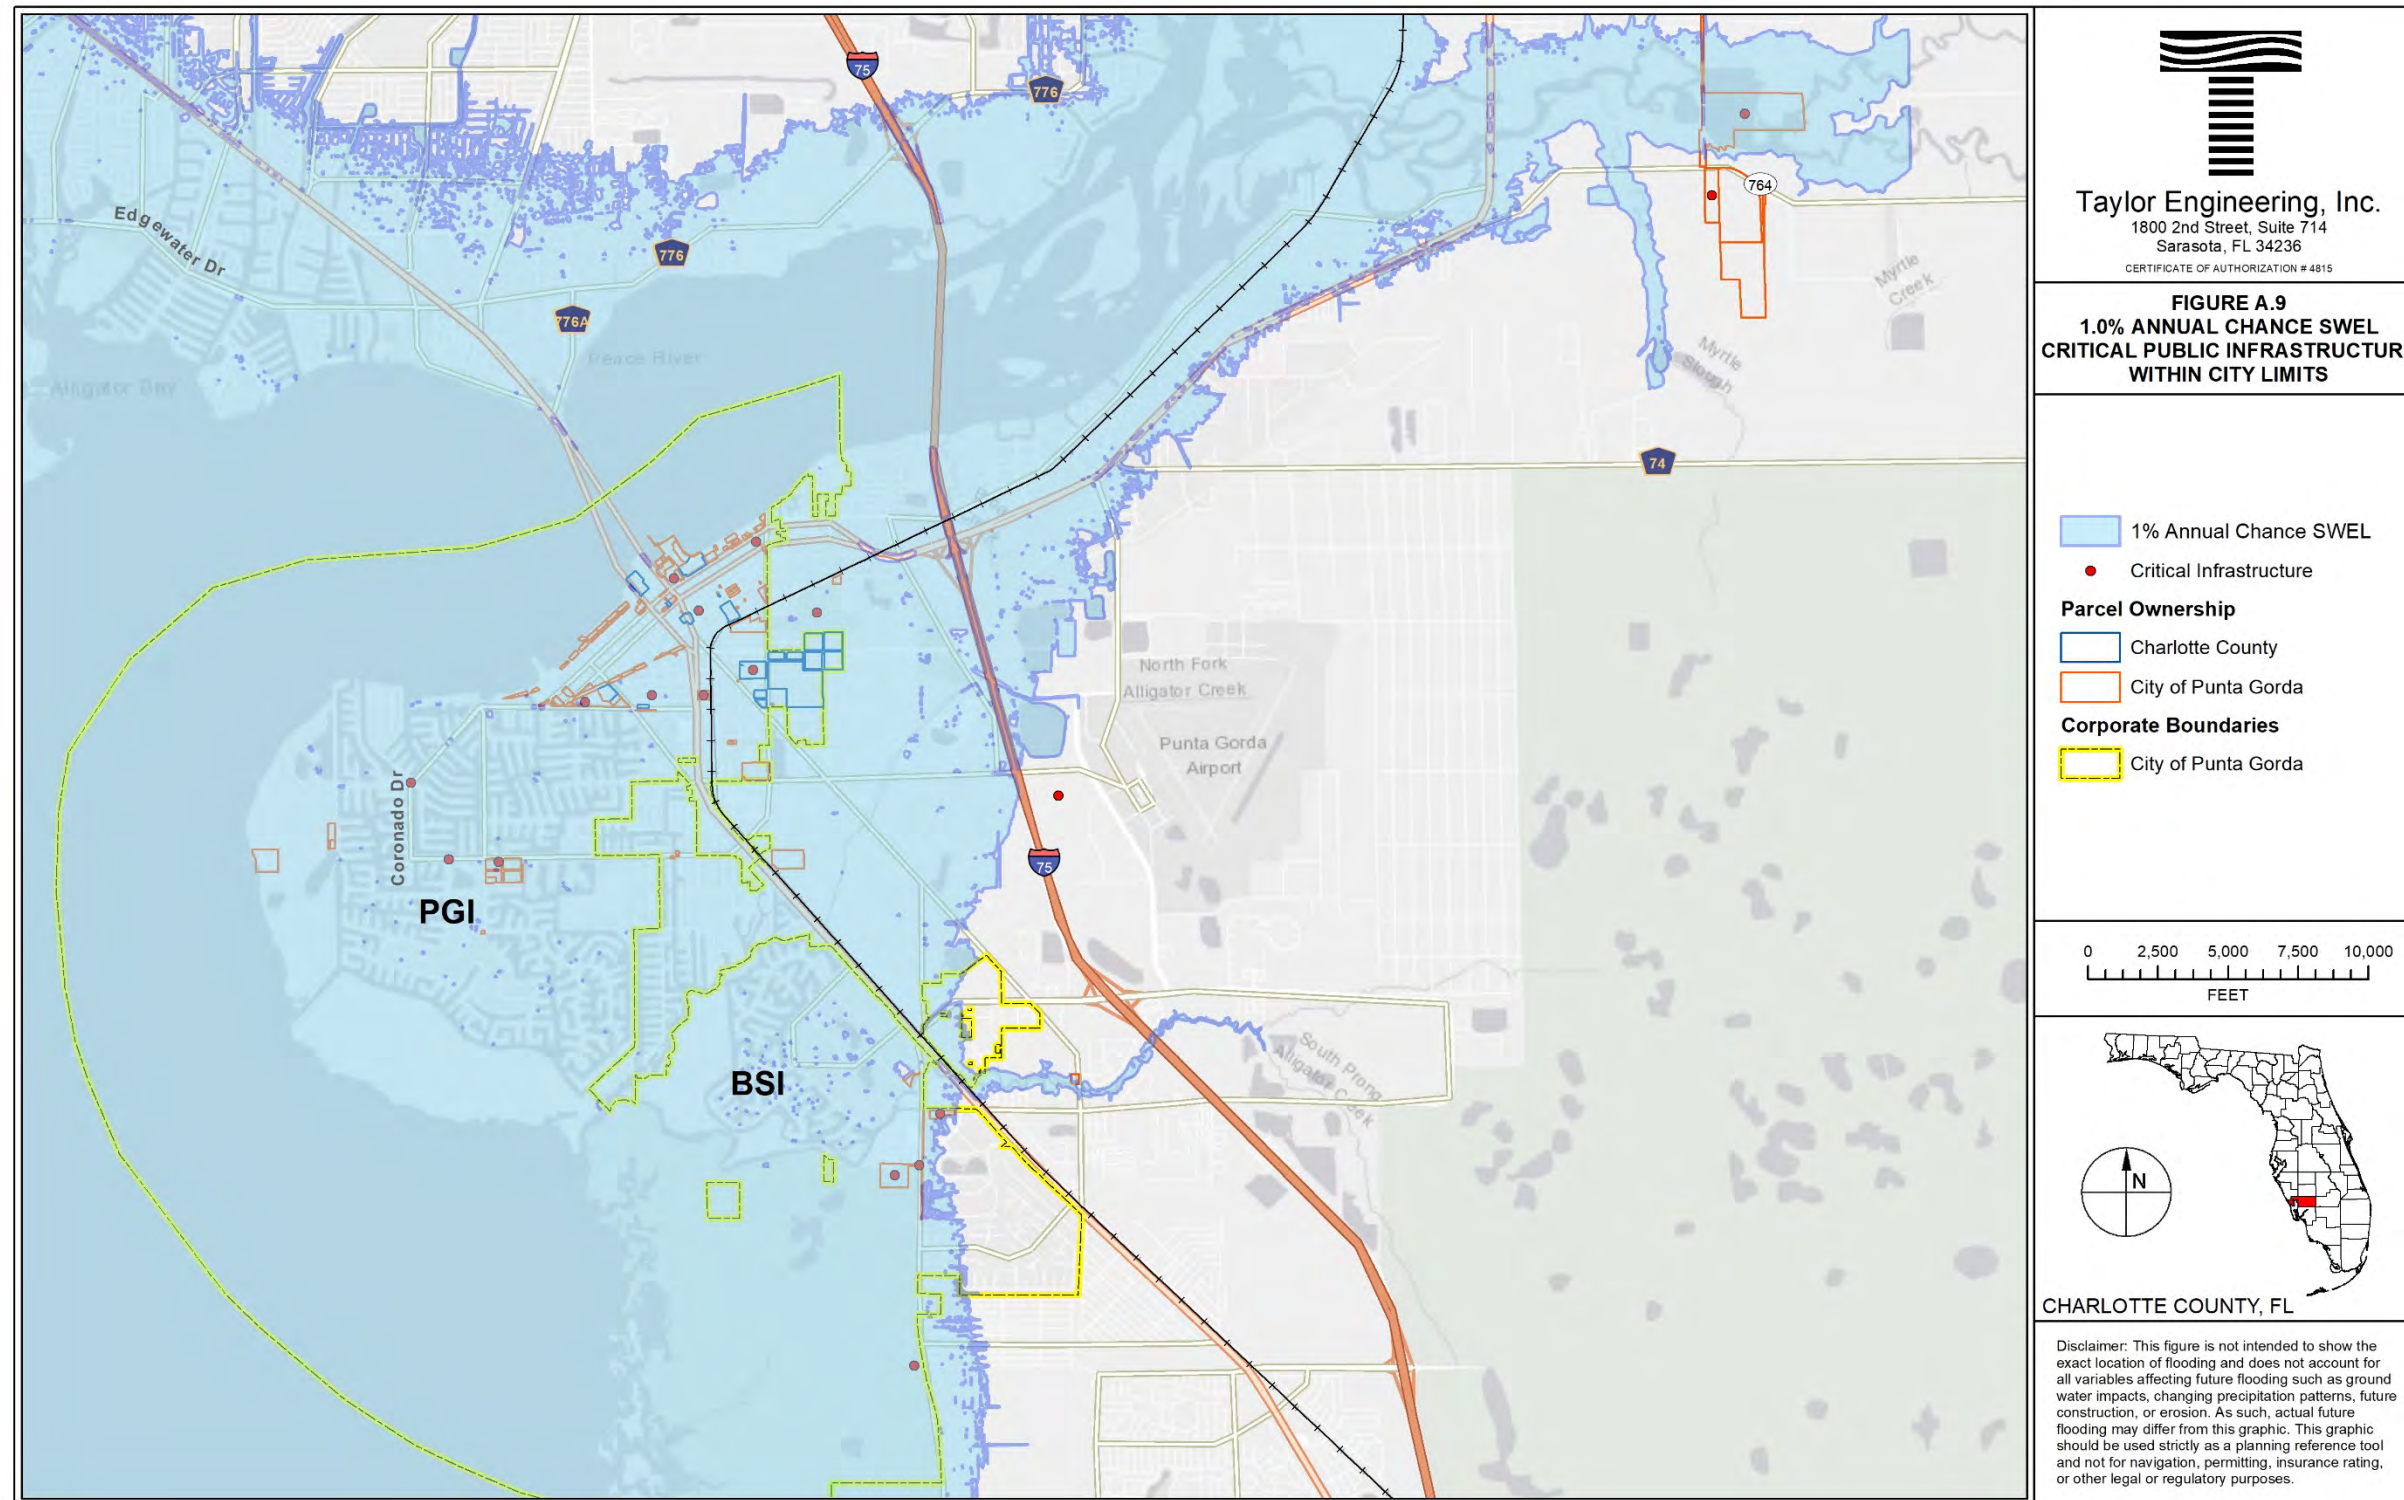 75
776
764
Edgewater Dr
776
776A
Peace River
Alligator Bay
Myrtle
Creek
Myrtle
Slough
74
North Fork
Alligator Creek
Punta Gorda
Airport
Coronado Dr
75
PGI
BSI
South Prong
Alligator Creek
Taylor Engineering, Inc.
1800 2nd Street, Suite 714
Sarasota, FL 34236
CERTIFICATE OF AUTHORIZATION # 4815
FIGURE A.9
1.0% ANNUAL CHANCE SWEL
CRITICAL PUBLIC INFRASTRUCTUR
WITHIN CITY LIMITS
1% Annual Chance SWEL
Critical Infrastructure
Parcel Ownership
Charlotte County
City of Punta Gorda
Corporate Boundaries
City of Punta Gorda
0 2,500 5,000 7,500 10,000
FEET
N
CHARLOTTE COUNTY, FL
Disclaimer: This figure is not intended to show the
exact location of flooding and does not account for
all variables affecting future flooding such as ground
water impacts, changing precipitation patterns, future
construction, or erosion. As such, actual future
flooding may differ from this graphic. This graphic
should be used strictly as a planning reference tool
and not for navigation, permitting, insurance rating,
or other legal or regulatory purposes.